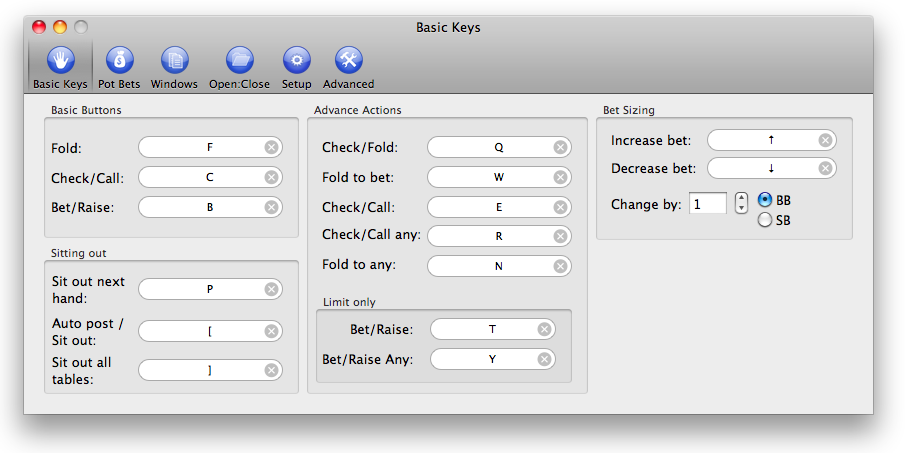 Basic Keys
Basic Keys Pot Bets Windows Open:Close Setup Advanced
Basic Buttons
Fold: F
Check/Call: C
Bet/Raise: B
Sitting out
Sit out next
hand: P
Auto post /
Sit out: [
Sit out all
tables: ]
Advance Actions
Check/Fold: Q
Fold to bet: W
Check/Call: E
Check/Call any: R
Fold to any: N
Limit only
Bet/Raise: T
Bet/Raise Any: Y
Bet Sizing
Increase bet: ↑
Decrease bet: ↓
Change by: 1 BB
SB